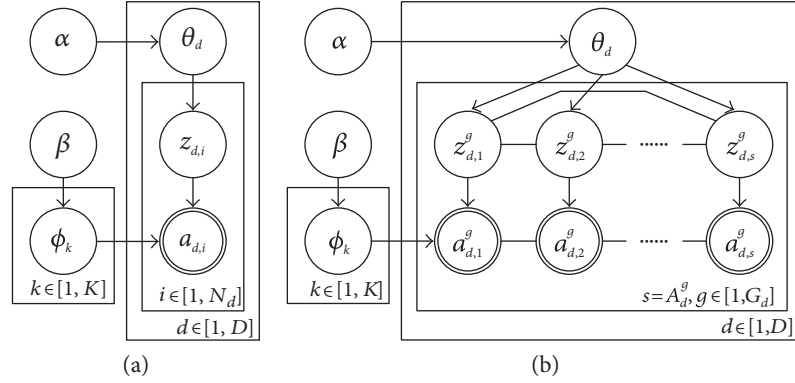 α θ_d α θ_d
β z_{d,i} β z^g_{d,1} z^g_{d,2} ...... z^g_{d,s}
ϕ_k a_{d,i} ϕ_k a^g_{d,1} a^g_{d,2} ...... a^g_{d,s}
k∈[1, K] i∈[1, N_d] k∈[1, K] s=A^g_d, g∈[1,G_d]
d∈[1, D] d∈[1,D]
(a) (b)